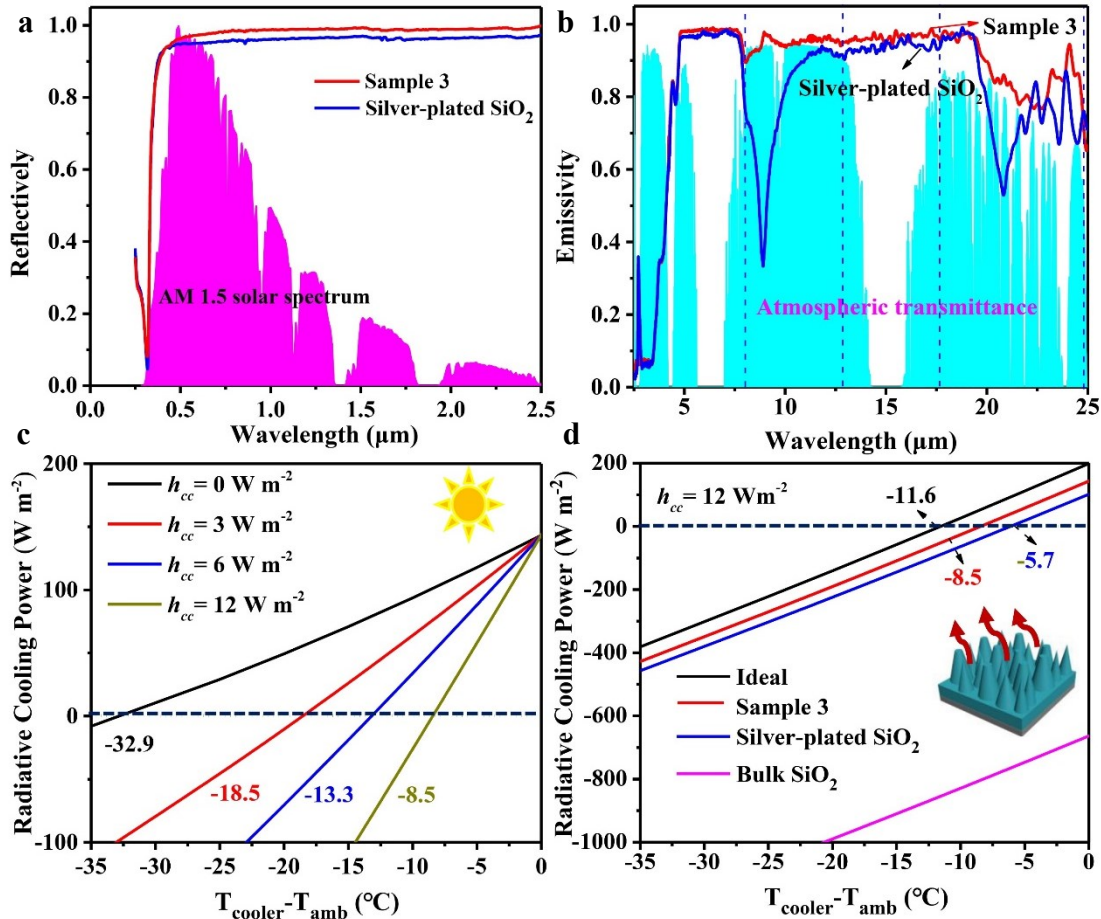 a
Reflectively
1.0
0.8
0.6
0.4
0.2
0.0
Sample 3
Silver-plated SiO2
AM 1.5 solar spectrum
0.0 0.5 1.0 1.5 2.0 2.5
Wavelength (μm)
b
Emissivity
1.0
0.8
0.6
0.4
0.2
0.0
Sample 3
Silver-plated SiO2
Atmospheric transmittance
5 10 15 20 25
Wavelength (μm)
c
Radiative Cooling Power (W m-2)
200
100
0
-100
hcc= 0 W m-2
hcc= 3 W m-2
hcc= 6 W m-2
hcc= 12 W m-2
-32.9
-18.5
-13.3
-8.5
-35 -30 -25 -20 -15 -10 -5 0
Tcooler-Tamb (°C)
d
Radiative Cooling Power (W m-2)
200
0
-200
-400
-600
-800
-1000
hcc= 12 Wm-2
-11.6
-8.5
-5.7
Ideal
Sample 3
Silver-plated SiO2
Bulk SiO2
-35 -30 -25 -20 -15 -10 -5 0
Tcooler-Tamb (°C)